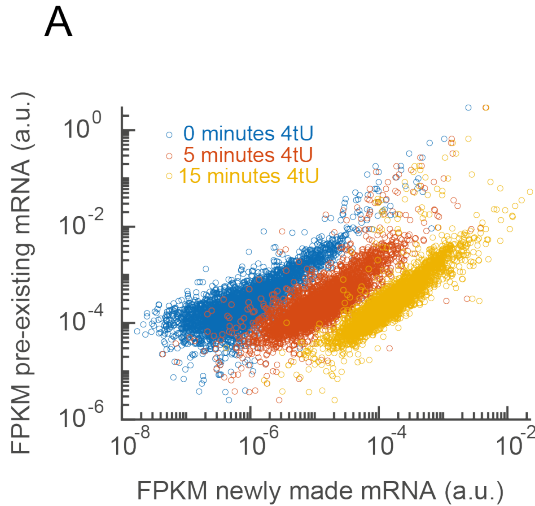 A
FPKM pre-existing mRNA (a.u.)
10^0
10^-2
10^-4
10^-6
0 minutes 4tU
5 minutes 4tU
15 minutes 4tU
10^-8
10^-6
10^-4
10^-2
FPKM newly made mRNA (a.u.)